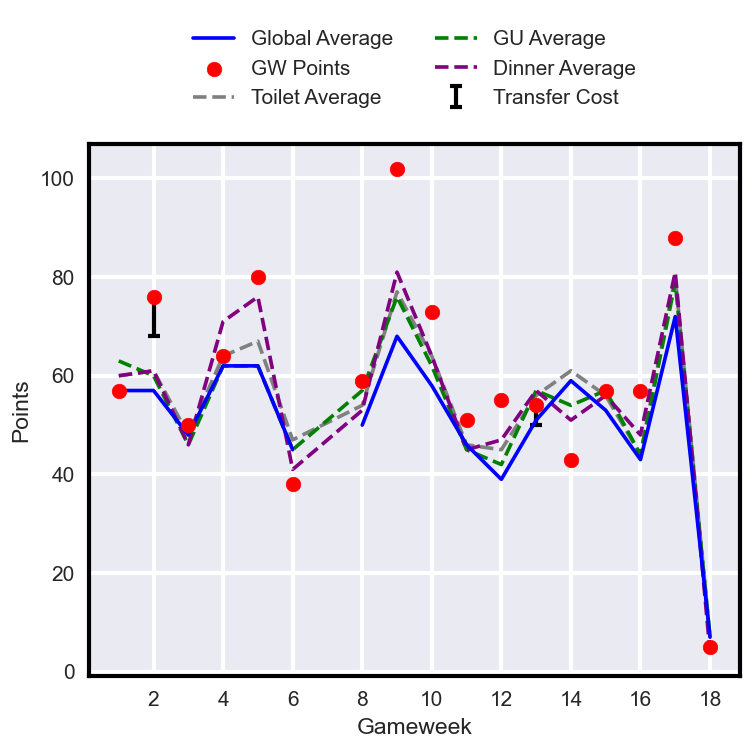 Global Average
GW Points
Toilet Average
GU Average
Dinner Average
Transfer Cost
100
80
60
40
20
0
Points
2 4 6 8 10 12 14 16 18
Gameweek